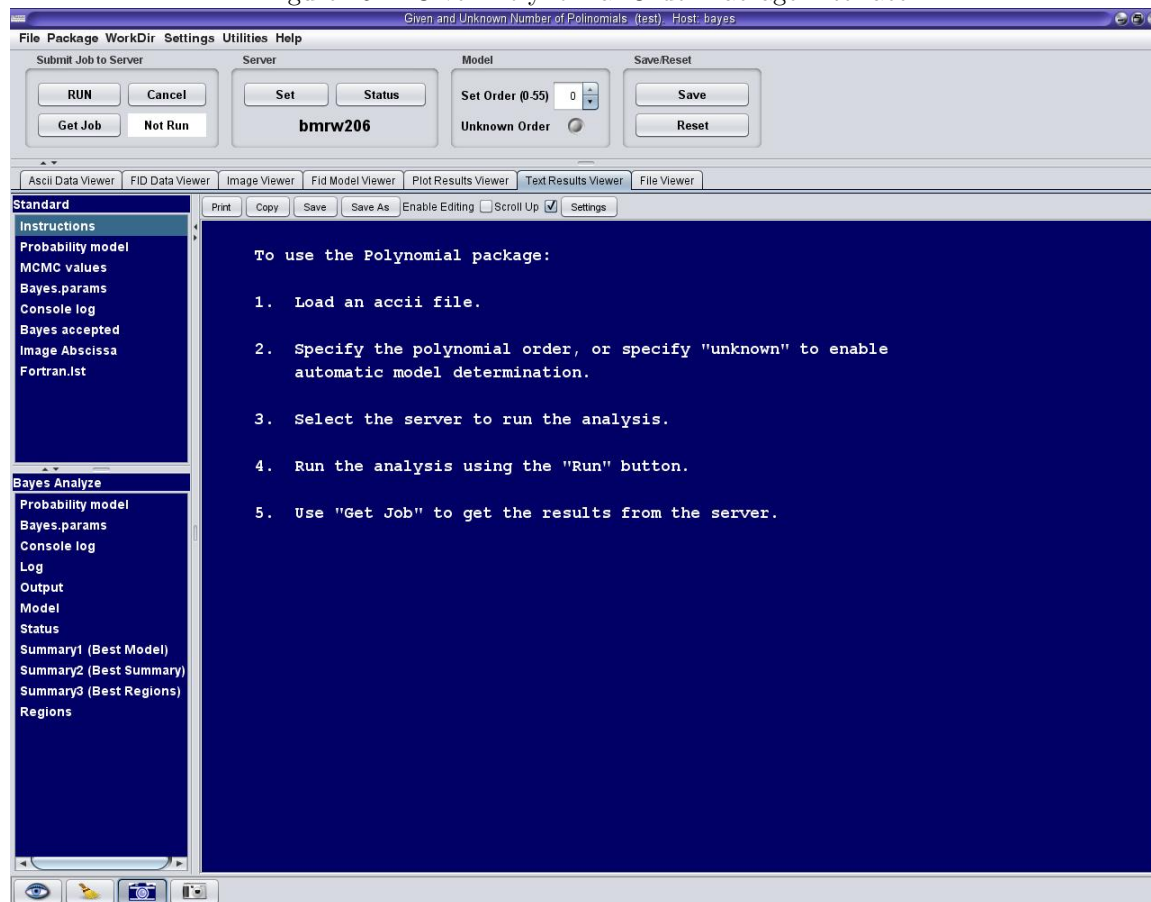 Given and Unknown Number of Polinomials (test). Host: bayes
File Package WorkDir Settings Utilities Help
Submit Job to Server Server Model Save/Reset
RUN Cancel Set Status Set Order (0-55) 0 Save
Get Job Not Run bmrw206 Unknown Order Reset
Ascii Data Viewer FID Data Viewer Image Viewer Fid Model Viewer Plot Results Viewer Text Results Viewer File Viewer
Print Copy Save Save As Enable Editing Scroll Up Settings
Standard
Instructions
Probability model
MCMC values
Bayes.params
Console log
Bayes accepted
Image Abscissa
Fortran.lst
Bayes Analyze
Probability model
Bayes.params
Console log
Log
Output
Model
Status
Summary1 (Best Model)
Summary2 (Best Summary)
Summary3 (Best Regions)
Regions
To use the Polynomial package:
1. Load an accii file.
2. Specify the polynomial order, or specify "unknown" to enable
automatic model determination.
3. Select the server to run the analysis.
4. Run the analysis using the "Run" button.
5. Use "Get Job" to get the results from the server.